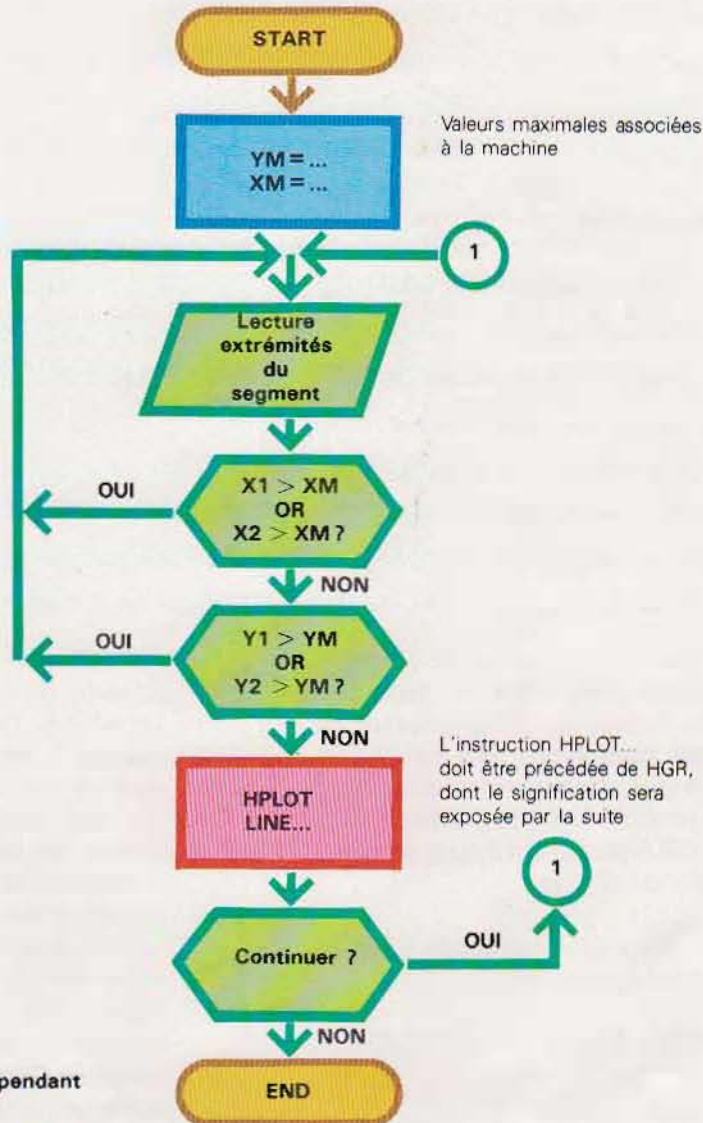 START
YM = ...
XM = ...
Valeurs maximales associées
à la machine
1
Lecture
extrémités
du
segment
OUI
X1 > XM
OR
X2 > XM ?
NON
OUI
Y1 > YM
OR
Y2 > YM ?
NON
HPLOT
LINE...
L'instruction HPLOT...
doit être précédée de HGR,
dont le signification sera
exposée par la suite
1
Continuer ?
OUI
NON
END